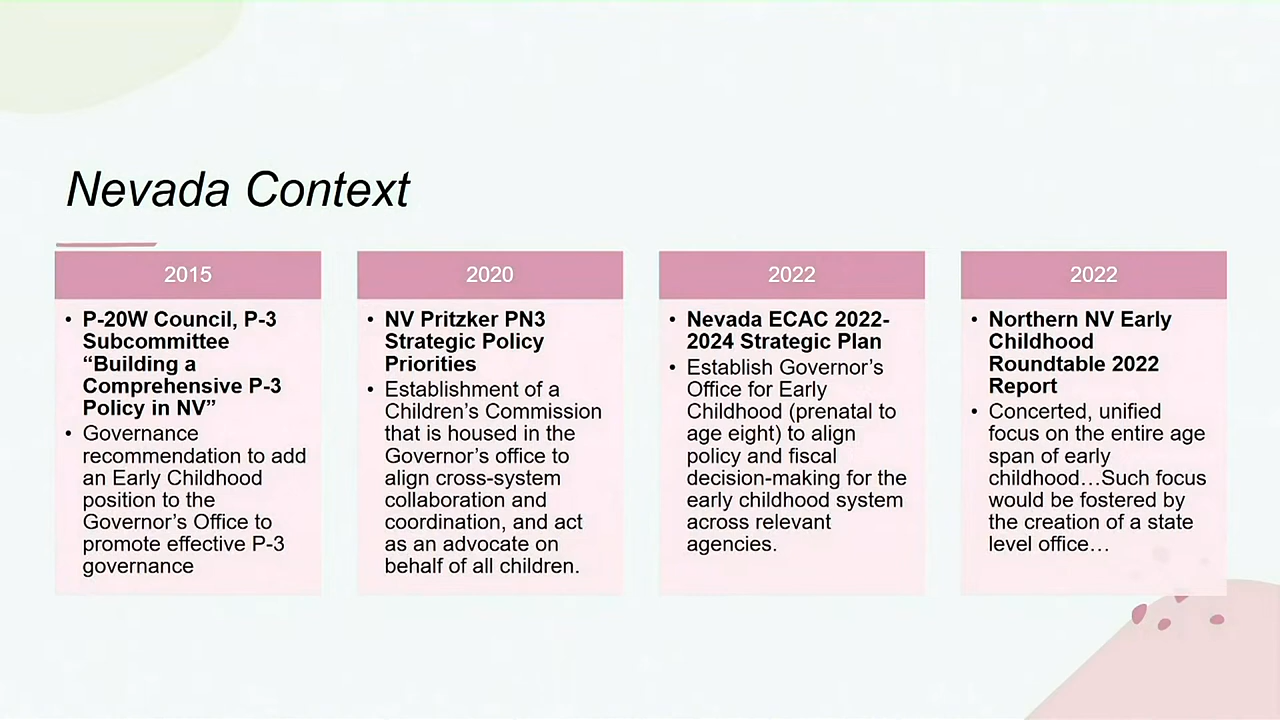 Nevada Context
2015
• P-20W Council, P-3
Subcommittee
“Building a
Comprehensive P-3
Policy in NV”
• Governance
recommendation to add
an Early Childhood
position to the
Governor’s Office to
promote effective P-3
governance
2020
• NV Pritzker PN3
Strategic Policy
Priorities
• Establishment of a
Children’s Commission
that is housed in the
Governor’s office to
align cross-system
collaboration and
coordination, and act
as an advocate on
behalf of all children.
2022
• Nevada ECAC 2022-
2024 Strategic Plan
• Establish Governor’s
Office for Early
Childhood (prenatal to
age eight) to align
policy and fiscal
decision-making for the
early childhood system
across relevant
agencies.
2022
• Northern NV Early
Childhood
Roundtable 2022
Report
• Concerted, unified
focus on the entire age
span of early
childhood…Such focus
would be fostered by
the creation of a state
level office…